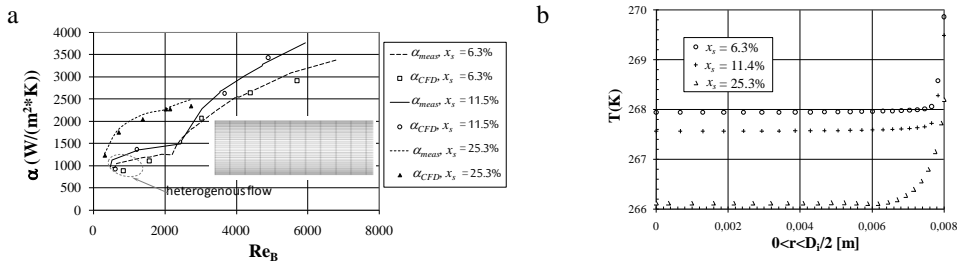 a
α (W/(m²*K))
4000
3500
3000
2500
2000
1500
1000
500
0
0 2000 4000 6000 8000
Re_B
heterogenous flow
α_meas, x_s = 6.3%
α_CFD, x_s = 6.3%
α_meas, x_s = 11.5%
α_CFD, x_s = 11.5%
α_meas, x_s = 25.3%
α_CFD, x_s = 25.3%
b
T(K)
270
269
268
267
266
0 0,002 0,004 0,006 0,008
0<r<D_i/2 [m]
x_s = 6.3%
x_s = 11.4%
x_s = 25.3%